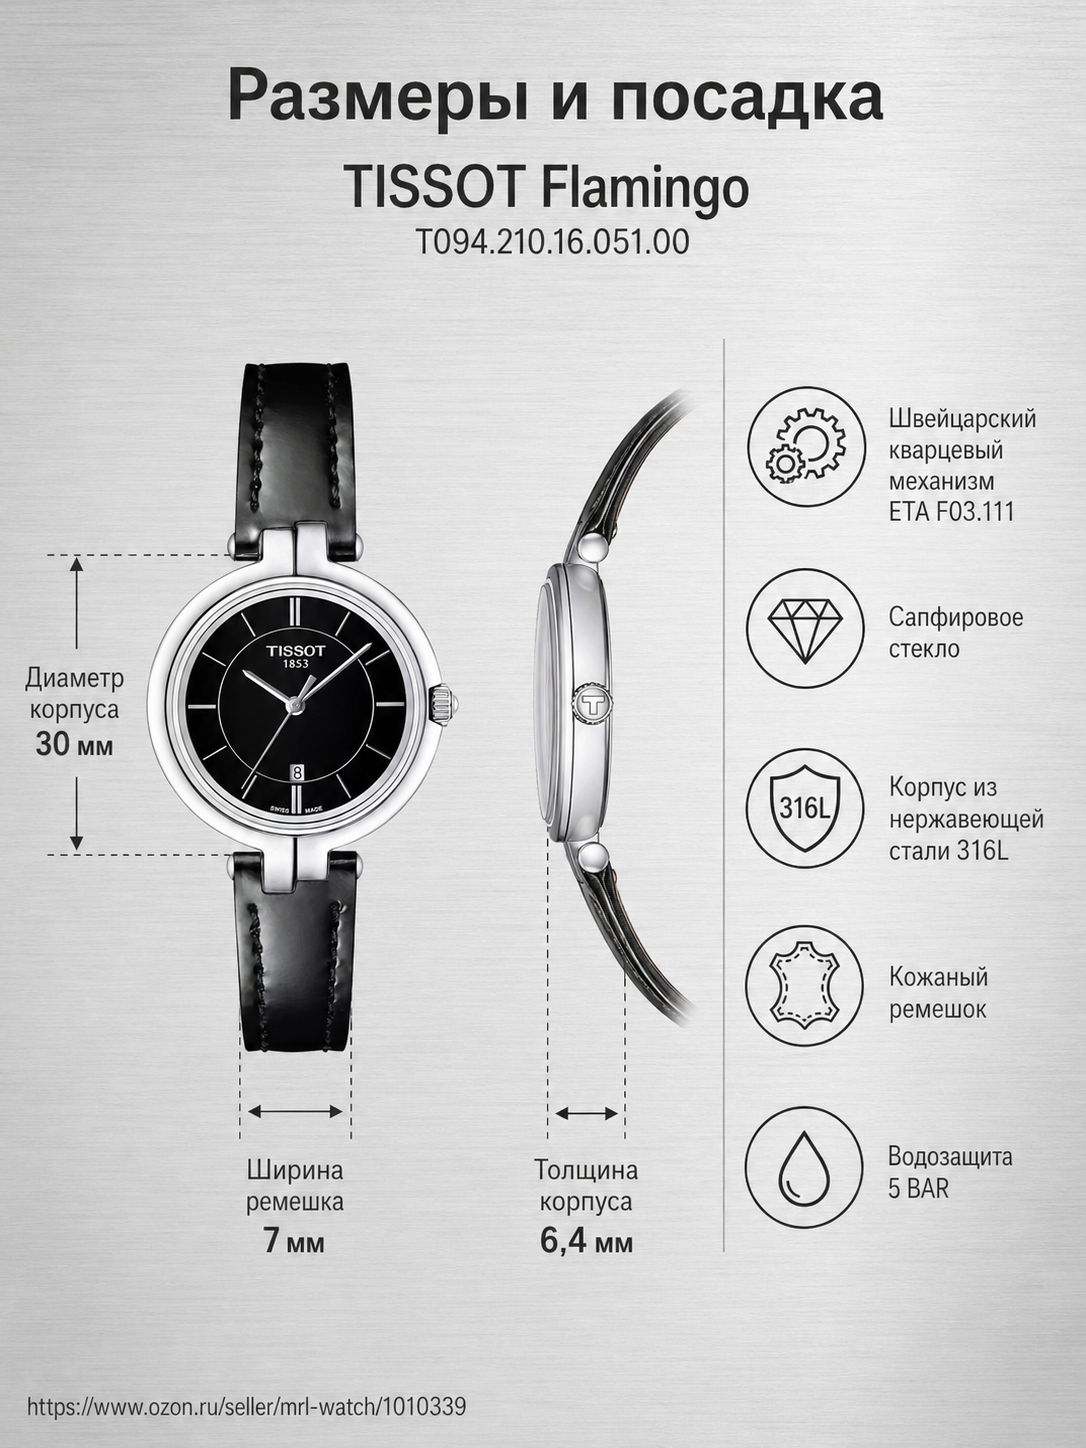 Размеры и посадка
TISSOT Flamingo
T094.210.16.051.00
TISSOT
1853
8
SWISS MADE
T
Диаметр
корпуса
30 мм
Ширина
ремешка
7 мм
Толщина
корпуса
6,4 мм
Швейцарский
кварцевый
механизм
ETA F03.111
Сапфировое
стекло
316L
Корпус из
нержавеющей
стали 316L
Кожаный
ремешок
Водозащита
5 BAR
https://www.ozon.ru/seller/mrl-watch/1010339